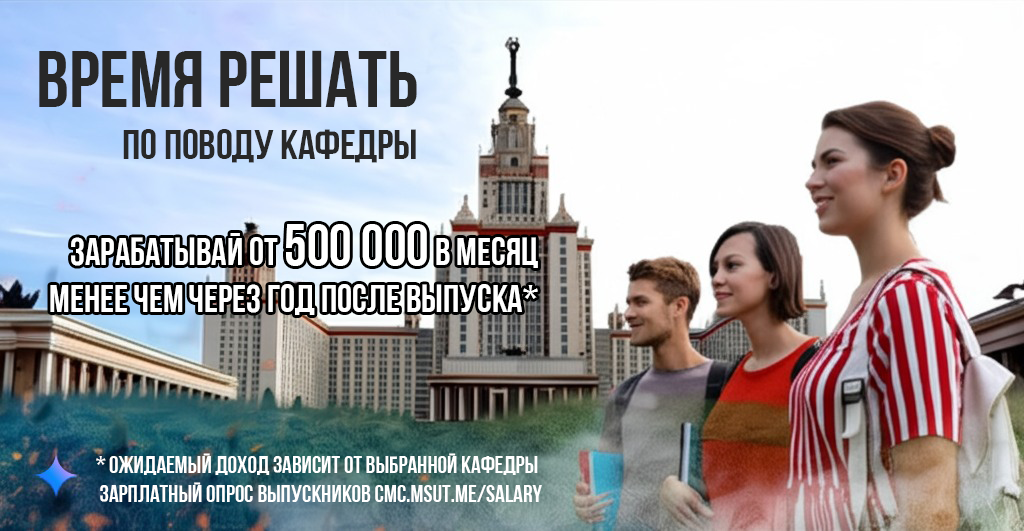 ВРЕМЯ РЕШАТЬ
ПО ПОВОДУ КАФЕДРЫ
ЗАРАБАТЫВАЙ ОТ 500 000 В МЕСЯЦ
МЕНЕЕ ЧЕМ ЧЕРЕЗ ГОД ПОСЛЕ ВЫПУСКА*
* ОЖИДАЕМЫЙ ДОХОД ЗАВИСИТ ОТ ВЫБРАННОЙ КАФЕДРЫ
ЗАРПЛАТНЫЙ ОПРОС ВЫПУСКНИКОВ CMC.MSUT.ME/SALARY